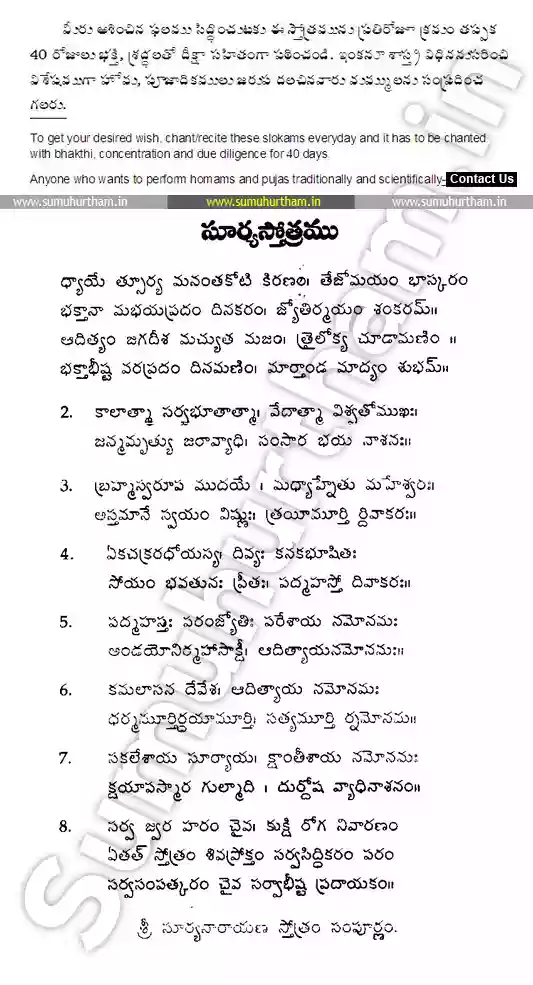 మీరు ఆశించిన ఫలము సిద్ధించుటకు ఈ స్తోత్రమును ప్రతిరోజూ క్రమం తప్పక
40 రోజులు భక్తి, శ్రద్ధలతో దీక్షా సహితంగా పఠించండి. ఇంకనూ శాస్త్ర విధిననుసరించి
విశేషముగా హోమ, పూజాదికములు జరుప దలచినవారు మమ్ములను సంప్రదించ
గలరు.
To get your desired wish, chant/recite these slokams everyday and it has to be chanted
with bhakthi, concentration and due diligence for 40 days.
Anyone who wants to perform homams and pujas traditionally and scientifically- Contact Us
www.sumuhurtham.in www.sumuhurtham.in www.sumuhurtham.in
సూర్యస్తోత్రము
ధ్యాయే త్సూర్య మనంతకోటి కిరణం। తేజోమయం భాస్కరం
భక్తానా మభయప్రదం దినకరం। జ్యోతిర్మయం శంకరమ్॥
ఆదిత్యం జగదీశ మచ్యుత మజం। త్రైలోక్య చూడామణిం ॥
భక్తాభీష్ట వరప్రదం దినమణిం। మార్తాండ మాద్యం శుభమ్॥
2. కాలాత్మా సర్వభూతాత్మా। వేదాత్మా విశ్వతోముఖః।
జన్మమృత్యు జరావ్యాధి। సంసార భయ నాశనః॥
3. బ్రహ్మస్వరూప ముదయే । మధ్యాహ్నేతు మహేశ్వరః।
అస్తమానే స్వయం విష్ణుః। త్రయీమూర్తి ర్దివాకరః॥
4. ఏకచక్రరధోయస్య। దివ్యః కనకభూషితః
సోయం భవతునః ప్రీతః। పద్మహస్తో దివాకరః॥
5. పద్మహస్తః పరంజ్యోతిః పరేశాయ నమోనమః
అండయోనిర్మహాసాక్షీ। ఆదిత్యాయనమోనమః॥
6. కమలాసన దేవేశ। ఆదిత్యాయ నమోనమః
ధర్మమూర్తిర్దయామూర్తి। సత్యమూర్తి ర్నమోనమః॥
7. సకలేశాయ సూర్యాయ। క్షాంతీశాయ నమోనమః
క్షయాపస్మార గుల్మాది । దుర్దోష వ్యాధినాశనం॥
8. సర్వ జ్వర హరం చైవ। కుక్షి రోగ నివారణం
ఏతత్ స్తోత్రం శివప్రోక్తం సర్వసిద్ధికరం పరం
సర్వసంపత్కరం చైవ సర్వాభీష్ట ప్రదాయకం॥
శ్రీ సూర్యనారాయణ స్తోత్రం సంపూర్ణం.
Sumuhurtham.in